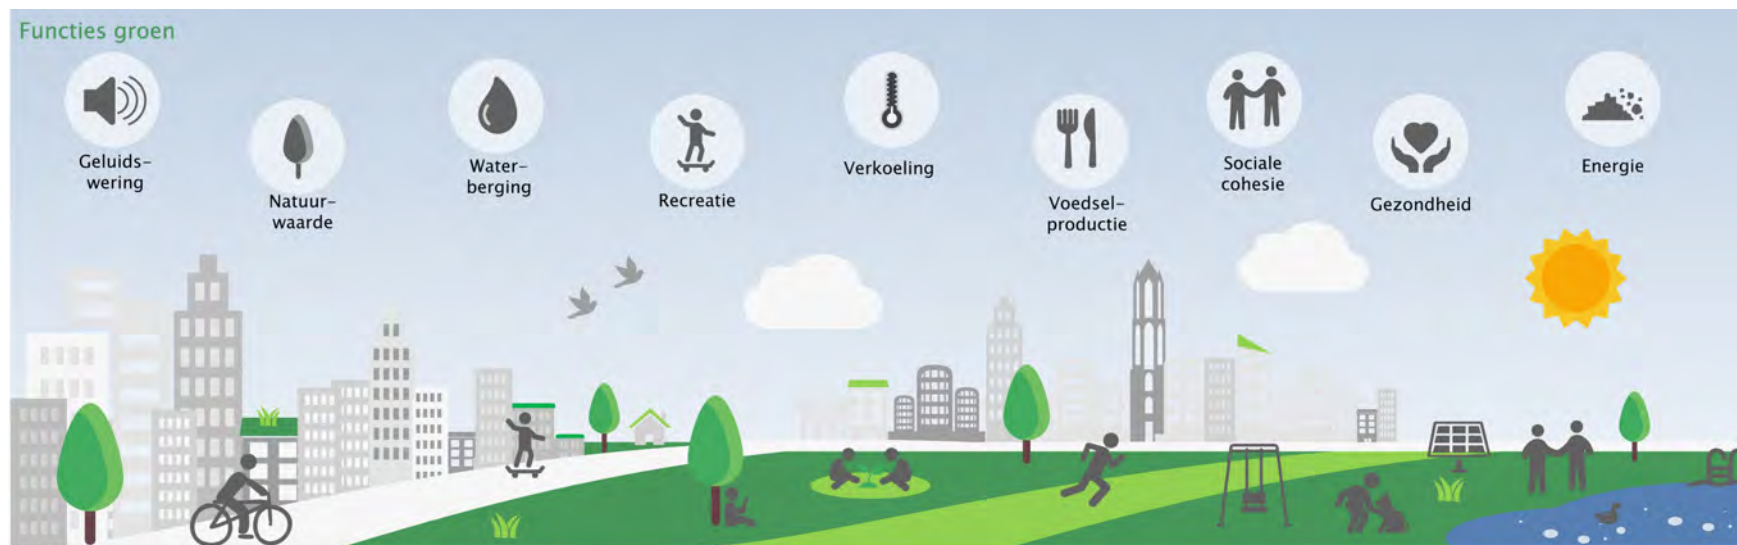 Functies groen
Geluids-
wering
Natuur-
waarde
Water-
berging
Recreatie
Verkoeling
Voedsel-
productie
Sociale
cohesie
Gezondheid
Energie